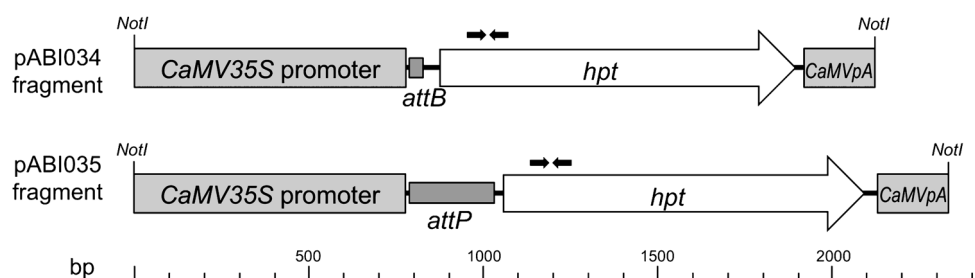 NotI
NotI
pABI034
fragment
CaMV35S promoter
attB
hpt
CaMVpA
NotI
NotI
pABI035
fragment
CaMV35S promoter
attP
hpt
CaMVpA
bp
500
1000
1500
2000